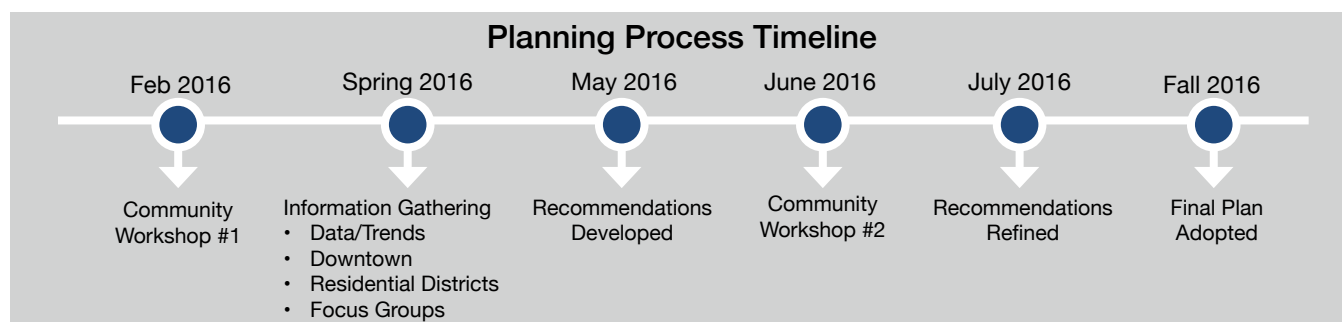 Planning Process Timeline
Feb 2016
Spring 2016
May 2016
June 2016
July 2016
Fall 2016
Community
Workshop #1
Information Gathering
• Data/Trends
• Downtown
• Residential Districts
• Focus Groups
Recommendations
Developed
Community
Workshop #2
Recommendations
Refined
Final Plan
Adopted